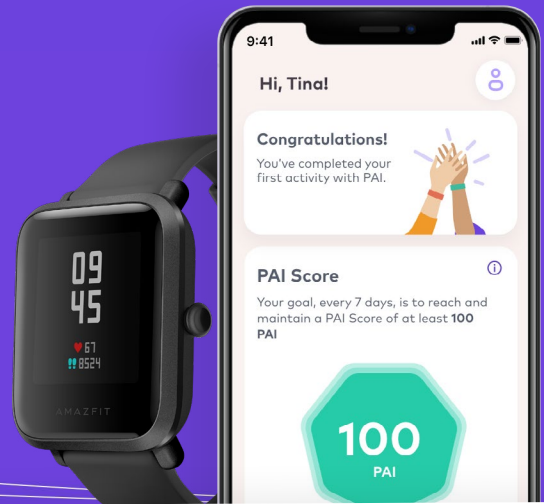 9:41
Hi, Tina!
Congratulations!
You've completed your
first activity with PAI.
PAI Score
Your goal, every 7 days, is to reach and
maintain a PAI Score of at least 100
PAI
100
PAI
09
45
67
8524
AMAZFIT